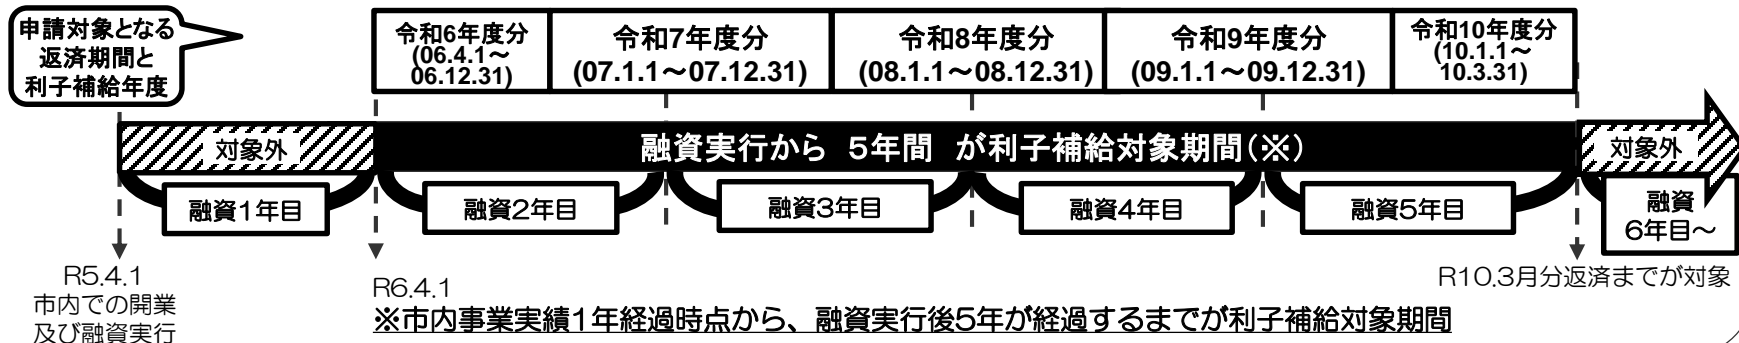 申請対象となる
返済期間と
利子補給年度
令和6年度分
(06.4.1～
06.12.31)
令和7年度分
(07.1.1～07.12.31)
令和8年度分
(08.1.1～08.12.31)
令和9年度分
(09.1.1～09.12.31)
令和10年度分
(10.1.1～
10.3.31)
対象外
融資実行から 5年間 が利子補給対象期間(※)
対象外
融資1年目
融資2年目
融資3年目
融資4年目
融資5年目
融資
6年目～
R5.4.1
市内での開業
及び融資実行
R6.4.1
R10.3月分返済までが対象
※市内事業実績1年経過時点から、融資実行後5年が経過するまでが利子補給対象期間